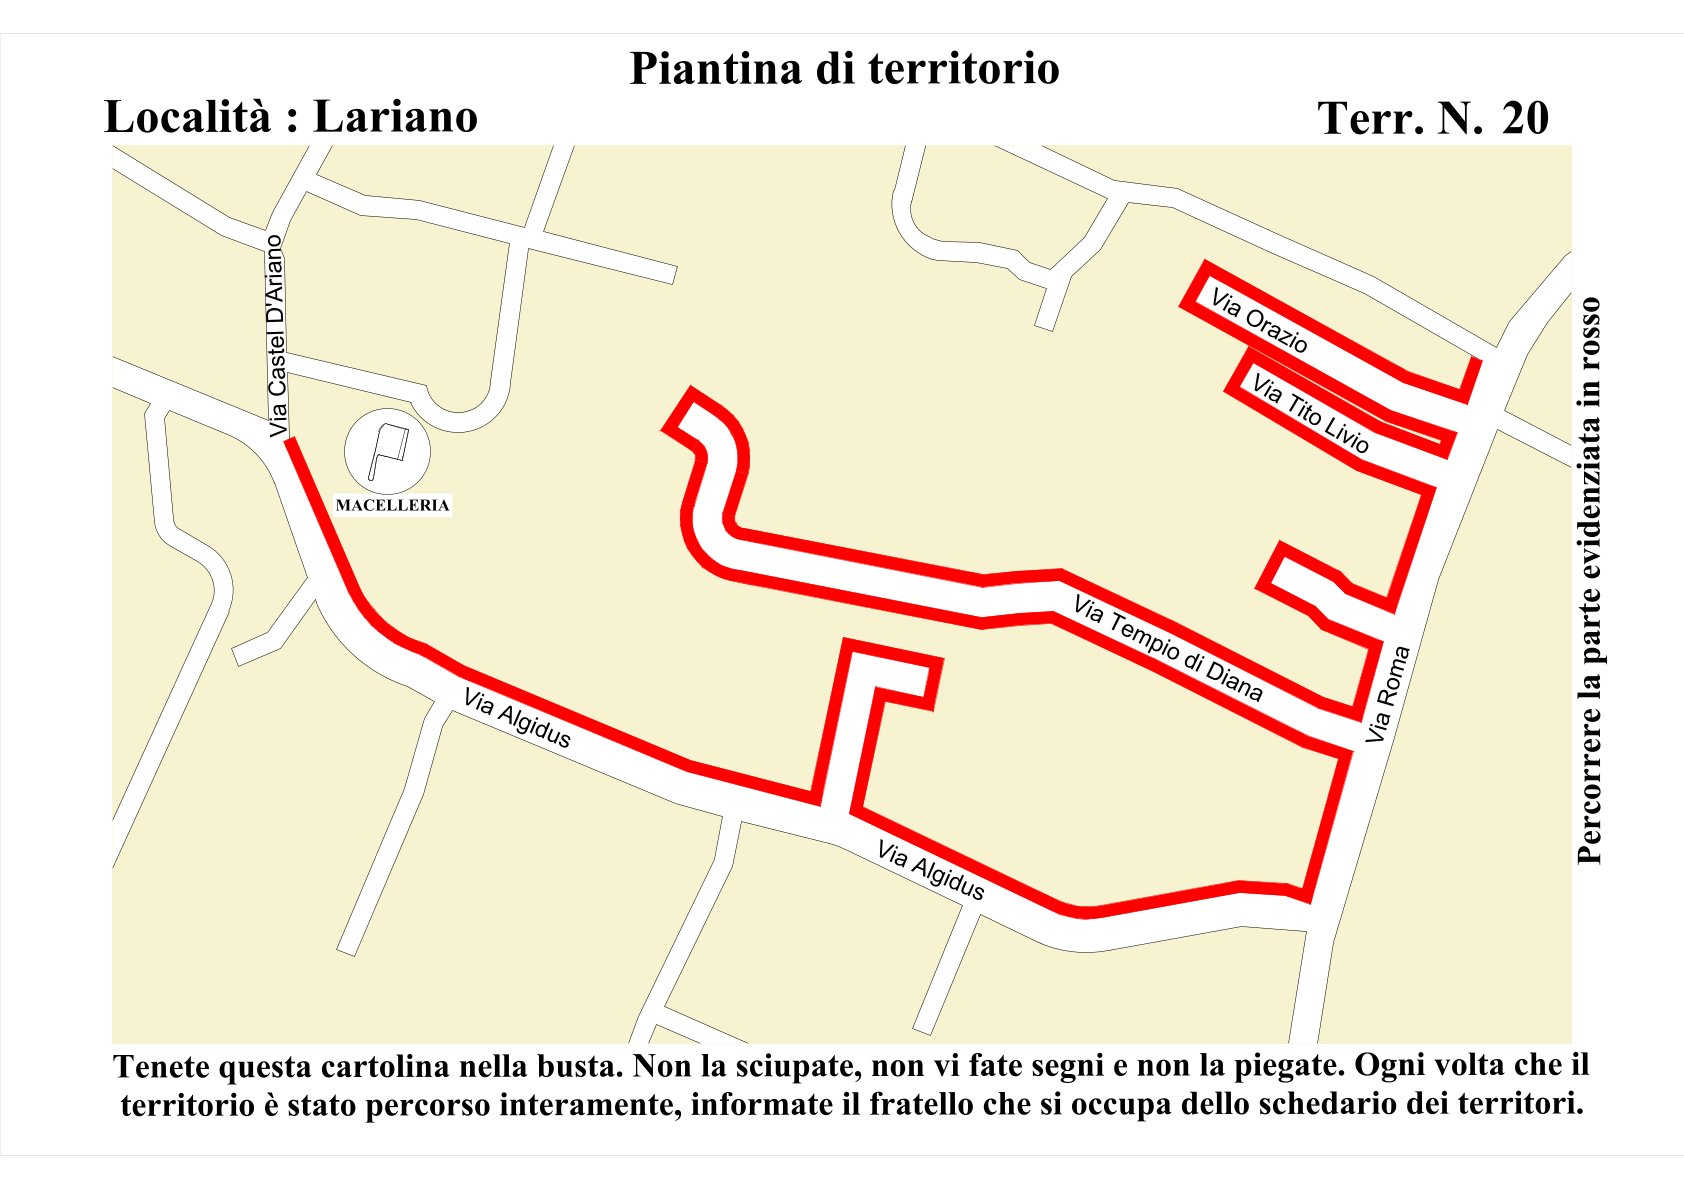 Piantina di territorio
Località : Lariano
Terr. N. 20
Via Castel D'Ariano
MACELLERIA
Via Orazio
Via Tito Livio
Via Tempio di Diana
Via Roma
Via Algidus
Via Algidus
Percorrere la parte evidenziata in rosso
Tenete questa cartolina nella busta. Non la sciupate, non vi fate segni e non la piegate. Ogni volta che il
territorio è stato percorso interamente, informate il fratello che si occupa dello schedario dei territori.